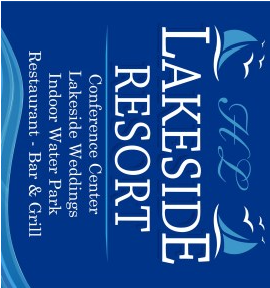 HL
LAKESIDE
RESORT
Conference Center
Lakeside Weddings
Indoor Water Park
Restaurant - Bar & Grill